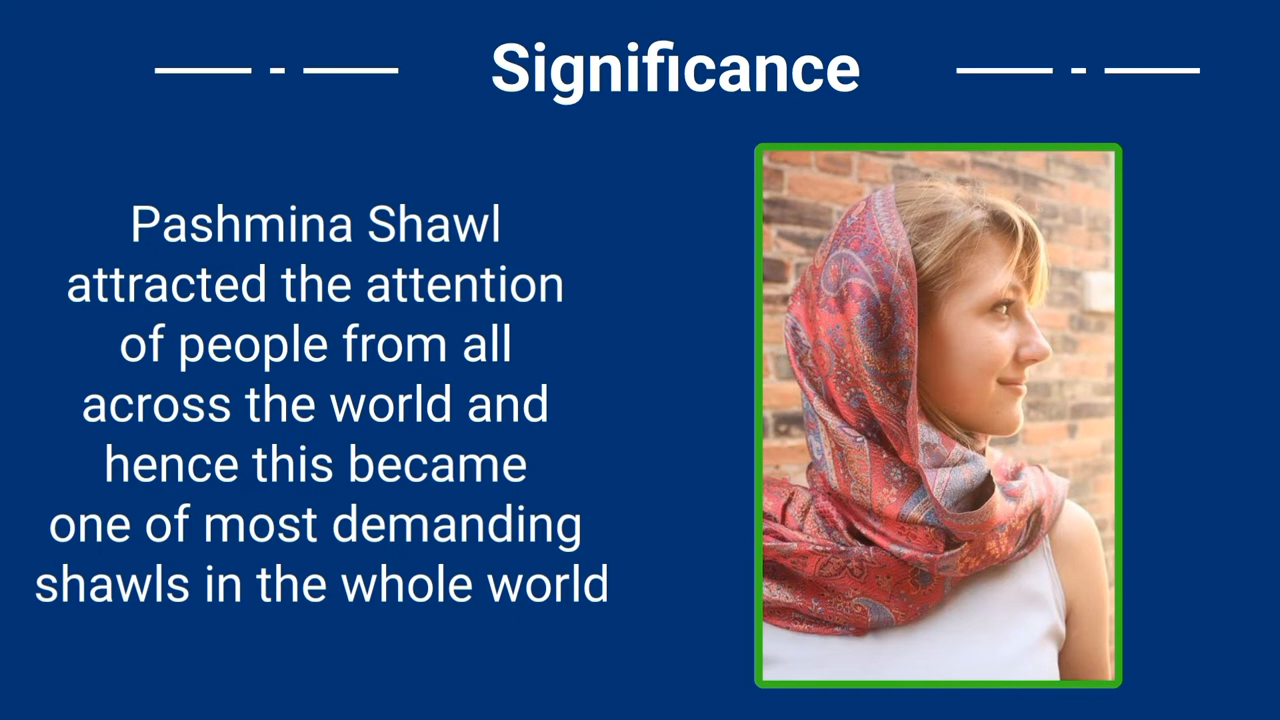 Significance
Pashmina Shawl
attracted the attention
of people from all
across the world and
hence this became
one of most demanding
shawls in the whole world